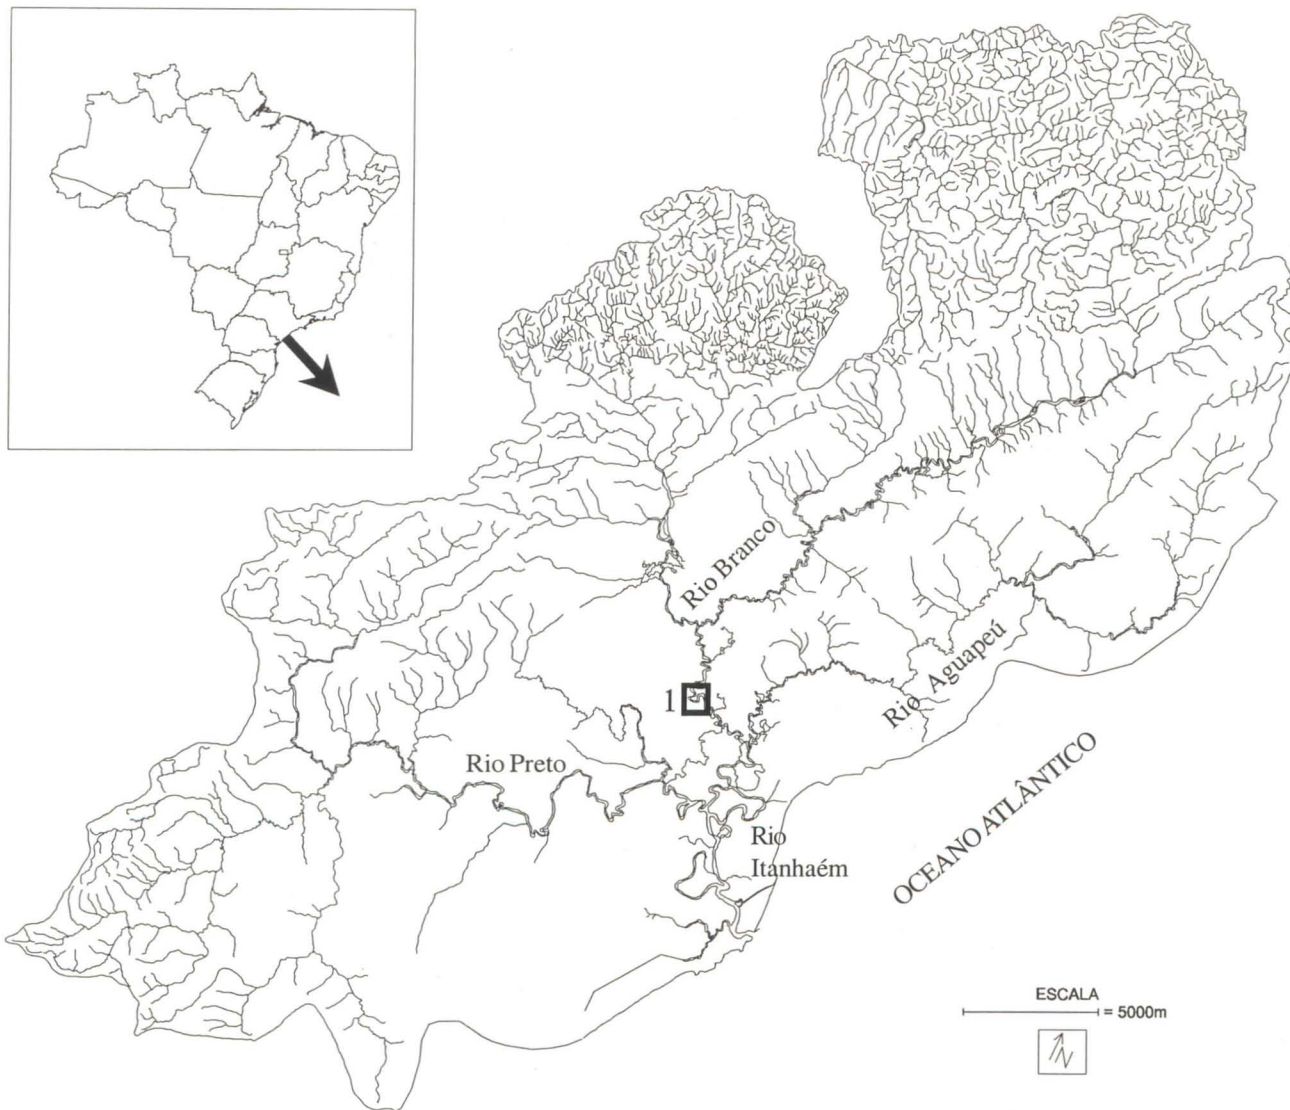 Rio Branco
Rio Aguapeú
1
Rio Preto
Rio
Itanhaém
OCEANO ATLÂNTICO
ESCALA
= 5000m
N